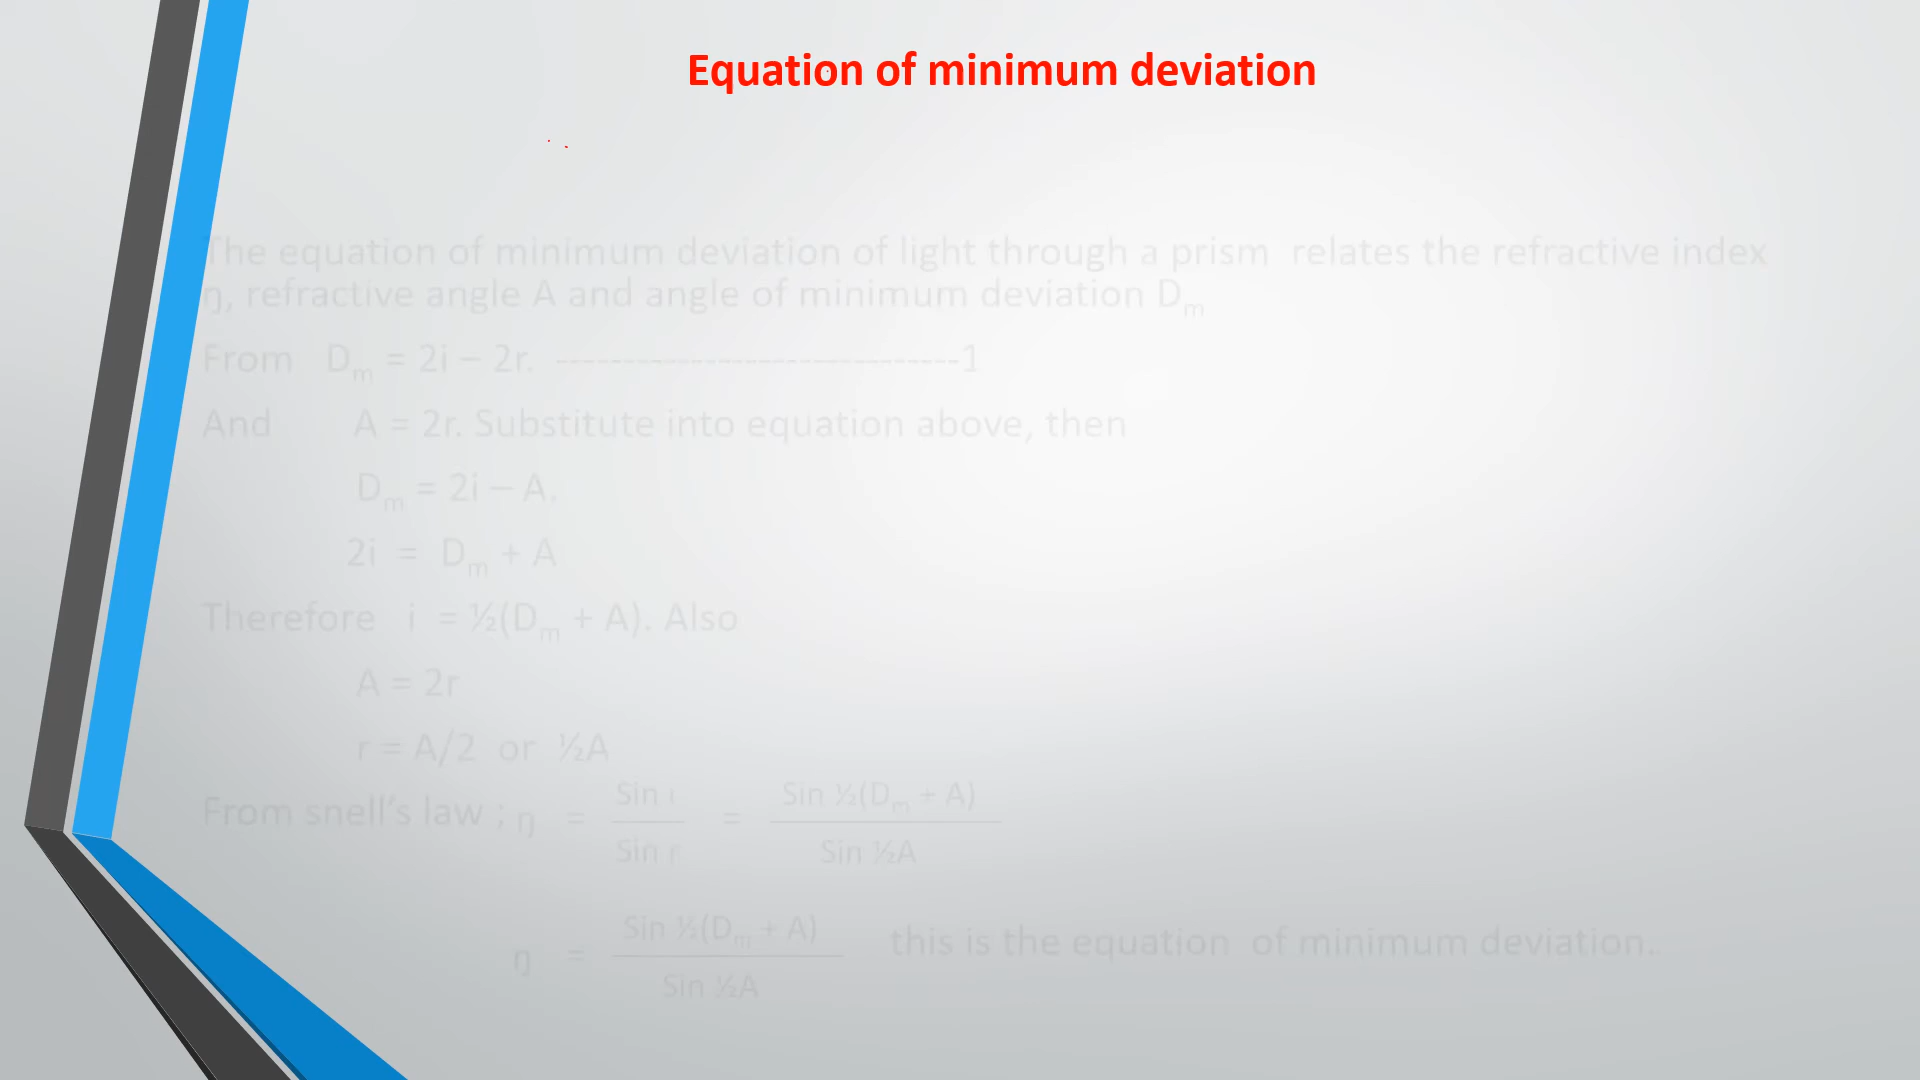 Equation of minimum deviation
The equation of minimum deviation of light through a prism relates the refractive index
ŋ, refractive angle A and angle of minimum deviation Dₘ
From Dₘ = 2i – 2r. ------------------------------1
And A = 2r. Substitute into equation above, then
Dₘ = 2i – A.
2i = Dₘ + A
Therefore i = ½(Dₘ + A). Also
A = 2r
r = A/2 or ½A
Sin i Sin ½(Dₘ + A)
From snell’s law ; ŋ = =
Sin r Sin ½A
Sin ½(Dₘ + A)
ŋ = this is the equation of minimum deviation..
Sin ½A